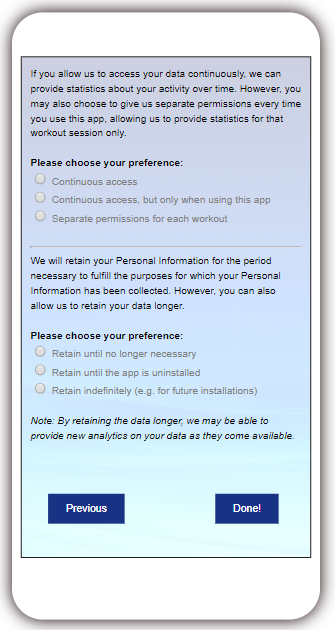 If you allow us to access your data continuously, we can
provide statistics about your activity over time. However, you
may also choose to give us separate permissions every time
you use this app, allowing us to provide statistics for that
workout session only.
Please choose your preference:
Continuous access
Continuous access, but only when using this app
Separate permissions for each workout
We will retain your Personal Information for the period
necessary to fulfill the purposes for which your Personal
Information has been collected. However, you can also
allow us to retain your data longer.
Please choose your preference:
Retain until no longer necessary
Retain until the app is uninstalled
Retain indefinitely (e.g. for future installations)
Note: By retaining the data longer, we may be able to
provide new analytics on your data as they come available.
Previous
Done!